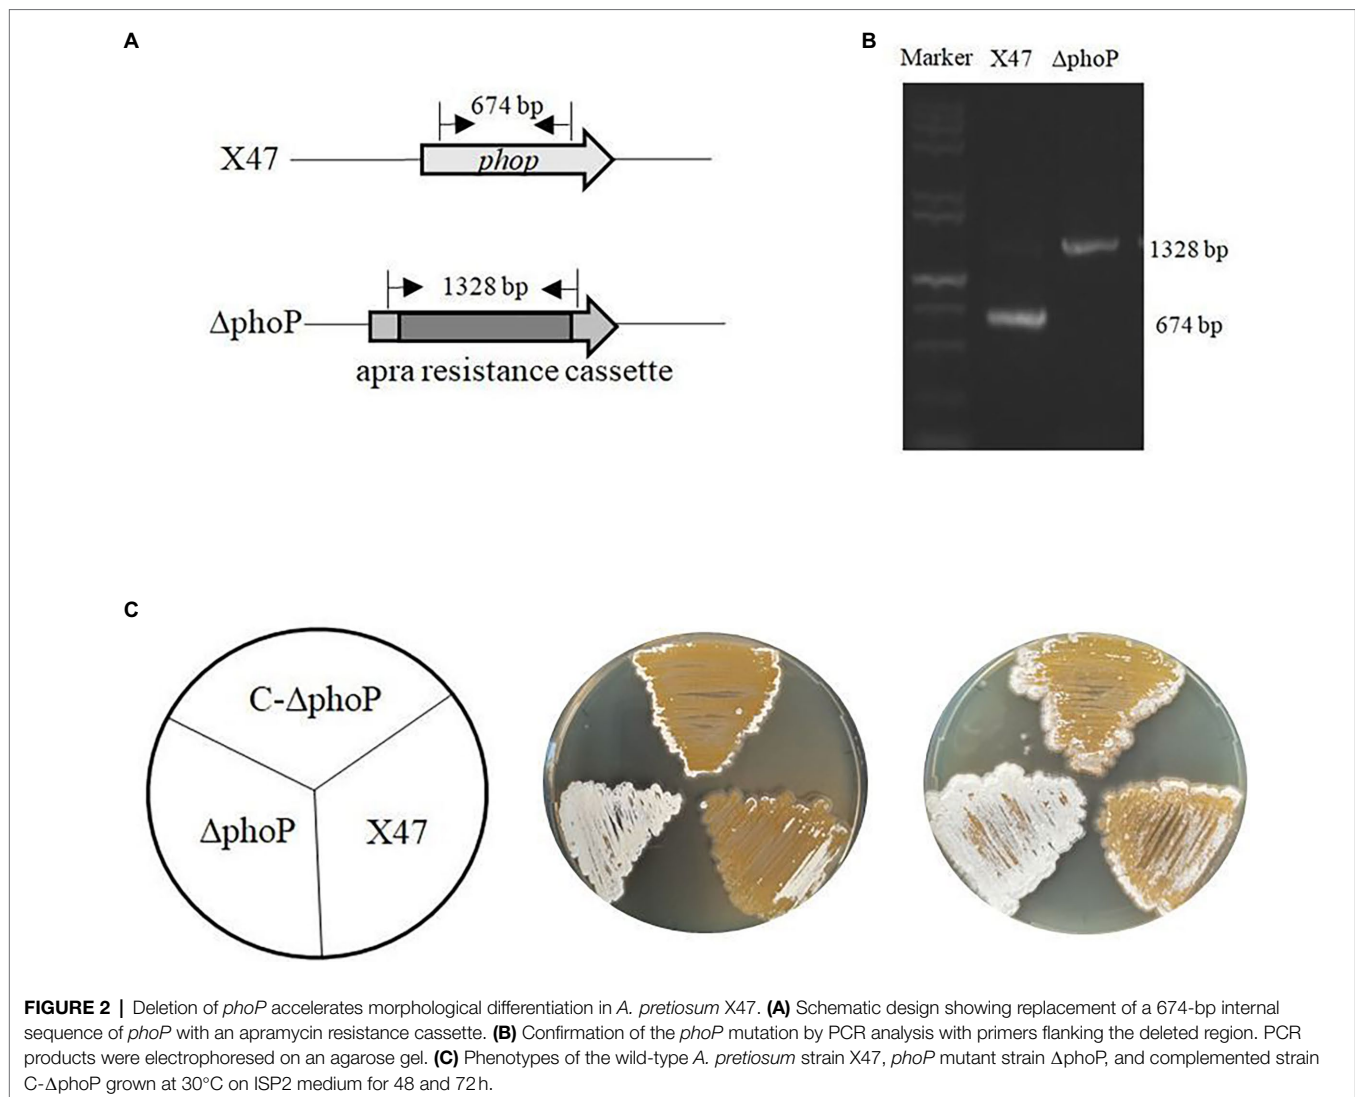 A
674 bp
X47
phop
1328 bp
ΔphoP
apra resistance cassette
B
Marker X47 ΔphoP
1328 bp
674 bp
C
C-ΔphoP
ΔphoP
X47
FIGURE 2 | Deletion of phoP accelerates morphological differentiation in A. pretiosum X47. (A) Schematic design showing replacement of a 674-bp internal
sequence of phoP with an apramycin resistance cassette. (B) Confirmation of the phoP mutation by PCR analysis with primers flanking the deleted region. PCR
products were electrophoresed on an agarose gel. (C) Phenotypes of the wild-type A. pretiosum strain X47, phoP mutant strain ΔphoP, and complemented strain
C-ΔphoP grown at 30°C on ISP2 medium for 48 and 72 h.